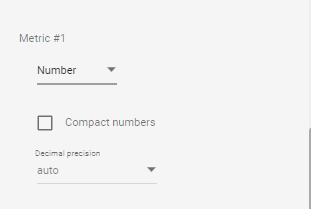 Metric #1
Number
Compact numbers
Decimal precision
auto